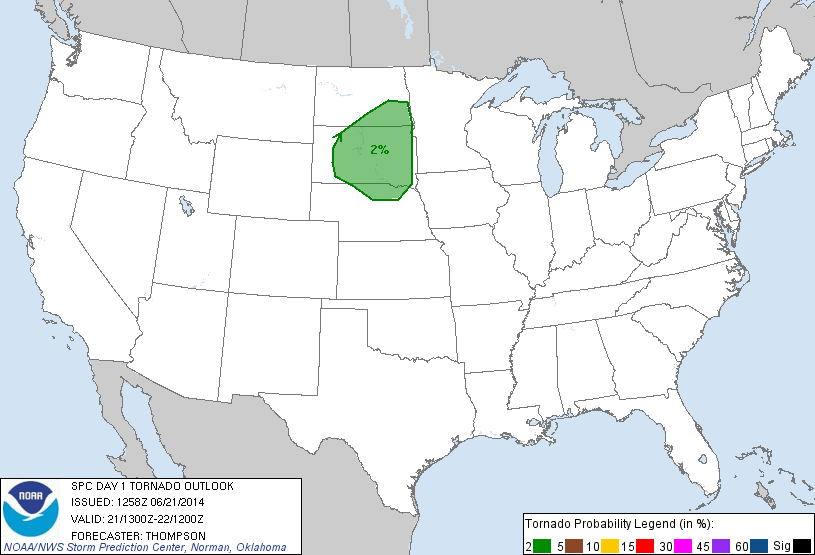 2%
SPC DAY 1 TORNADO OUTLOOK
ISSUED: 1258Z 06/21/2014
VALID: 21/1300Z-22/1200Z
FORECASTER: THOMPSON
NOAA/NWS Storm Prediction Center, Norman, Oklahoma
NOAA
Tornado Probability Legend (in %):
2 5 10 15 30 45 60 Sig